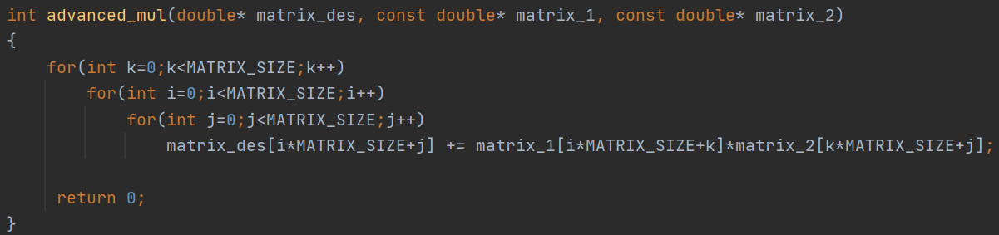 int advanced_mul(double* matrix_des, const double* matrix_1, const double* matrix_2)
{
    for(int k=0;k<MATRIX_SIZE;k++)
        for(int i=0;i<MATRIX_SIZE;i++)
            for(int j=0;j<MATRIX_SIZE;j++)
                matrix_des[i*MATRIX_SIZE+j] += matrix_1[i*MATRIX_SIZE+k]*matrix_2[k*MATRIX_SIZE+j];
     return 0;
}